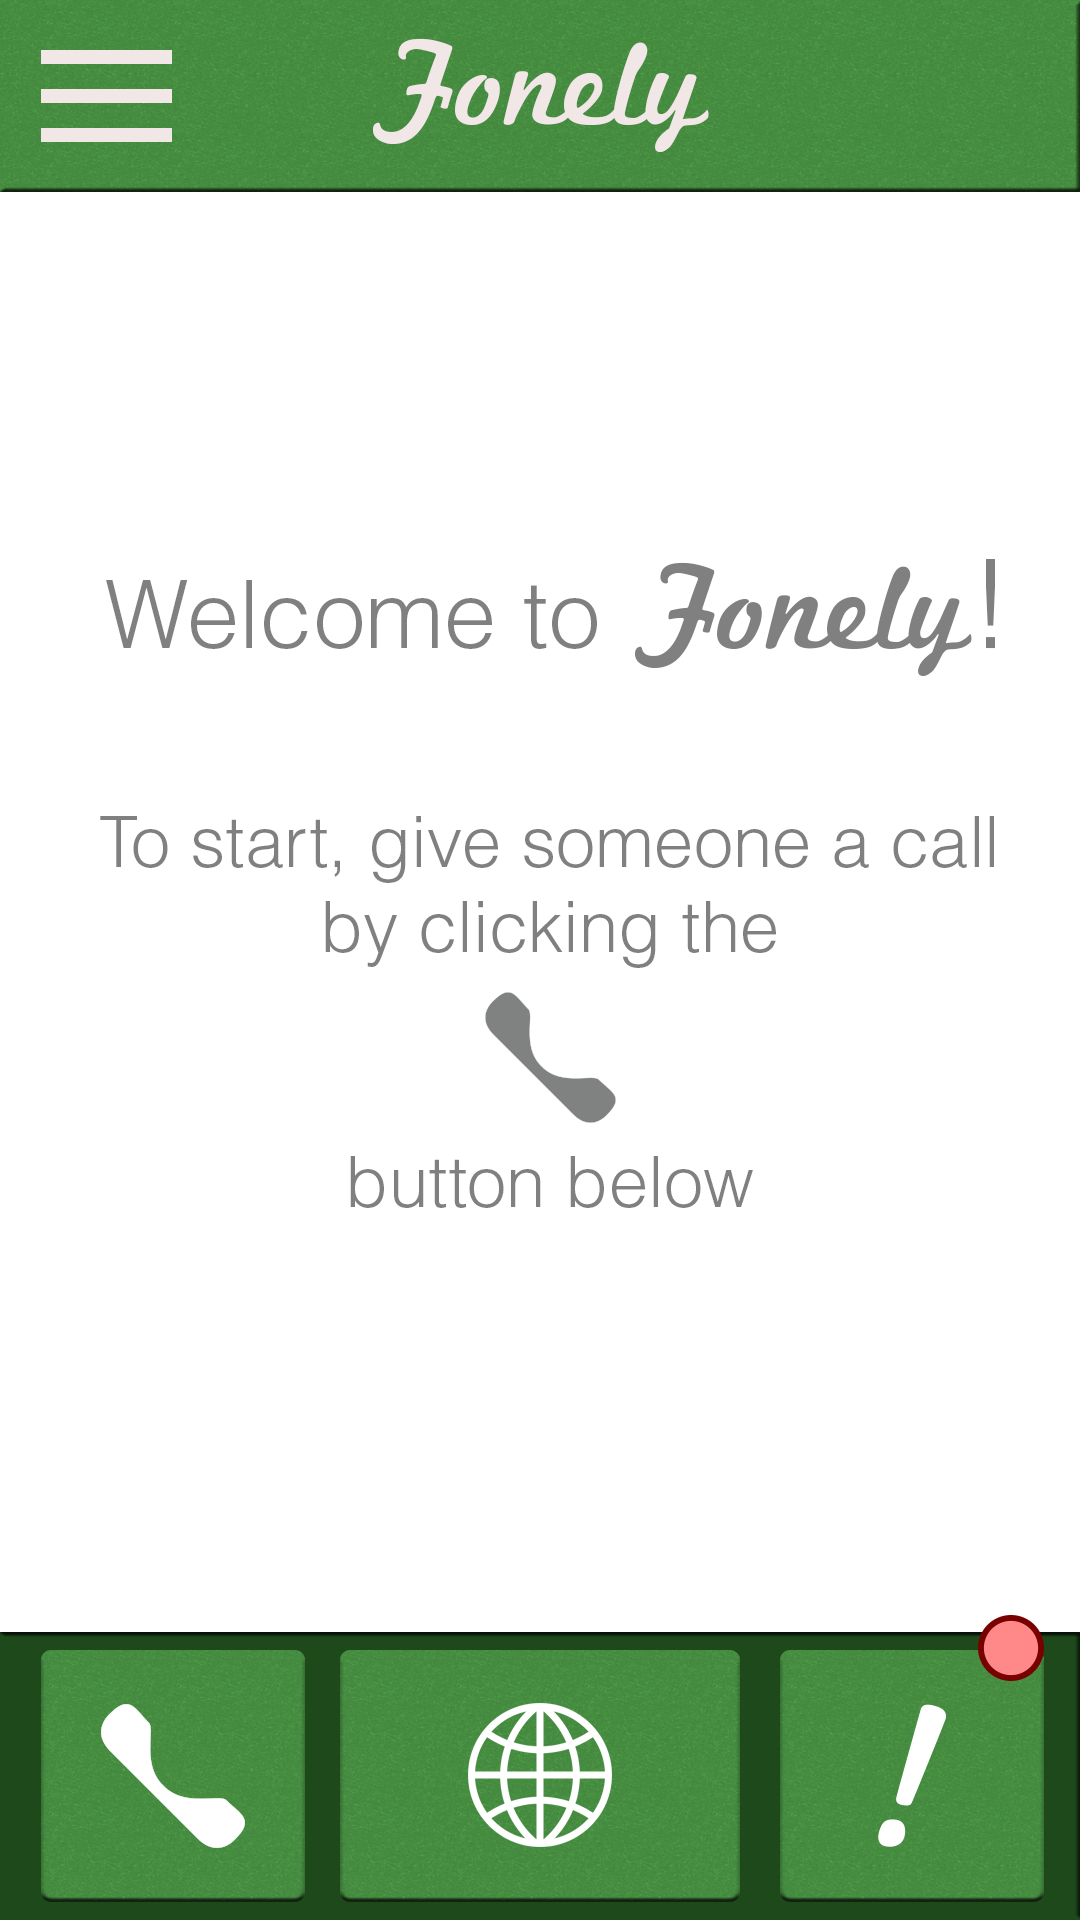 Fonely
Welcome to Fonely!
To start, give someone a call
by clicking the
button below
!